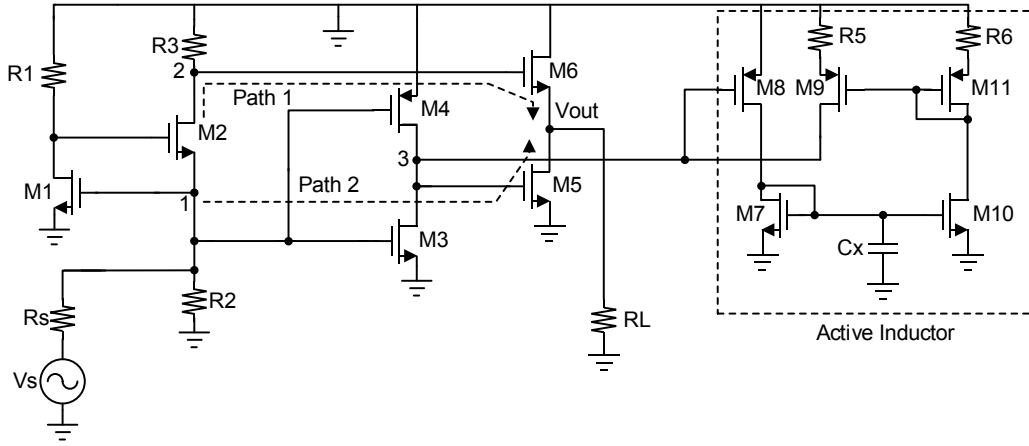 R3
R5
R6
R1
2
M6
M8
M9
M11
Path 1
M4
Vout
M2
3
M1
Path 2
M5
1
M7
M10
M3
Cx
R2
Rs
RL
Active Inductor
Vs